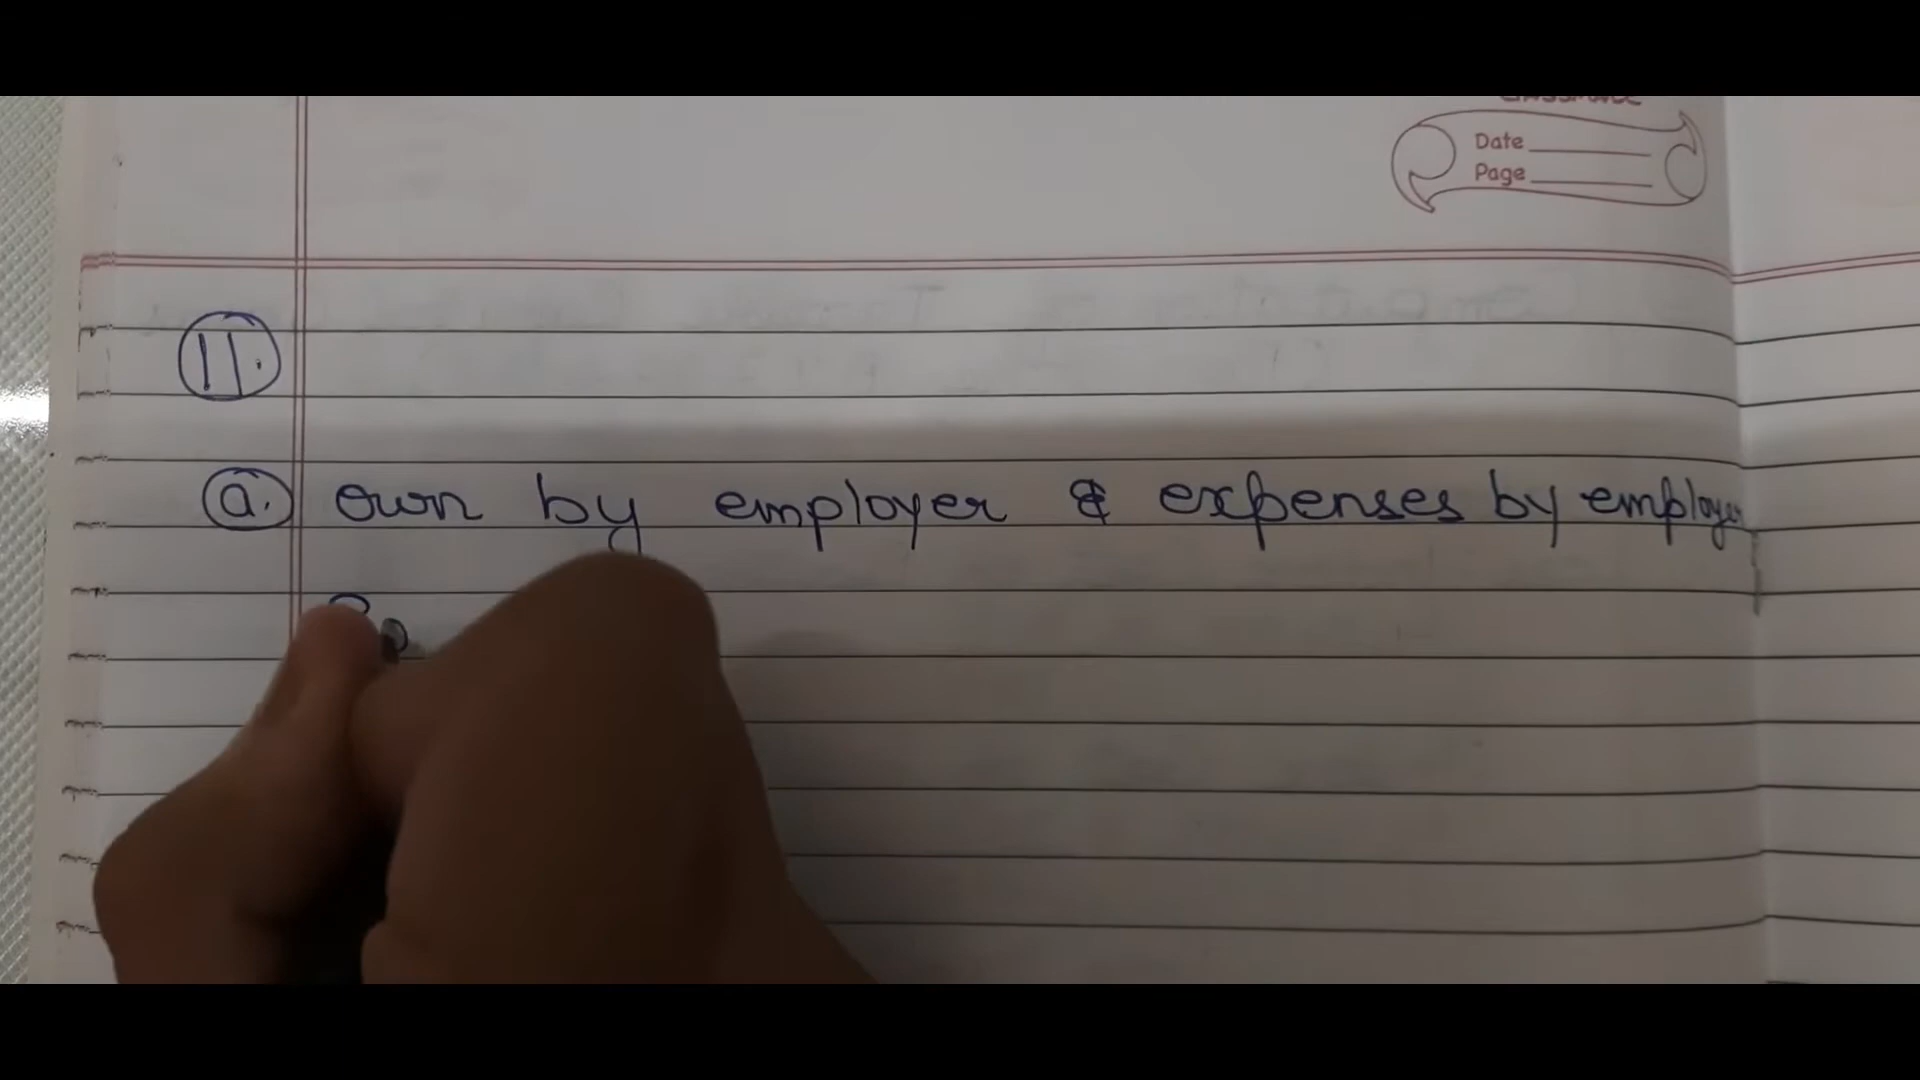 Date
Page
11.
a. own by employer & expenses by employer